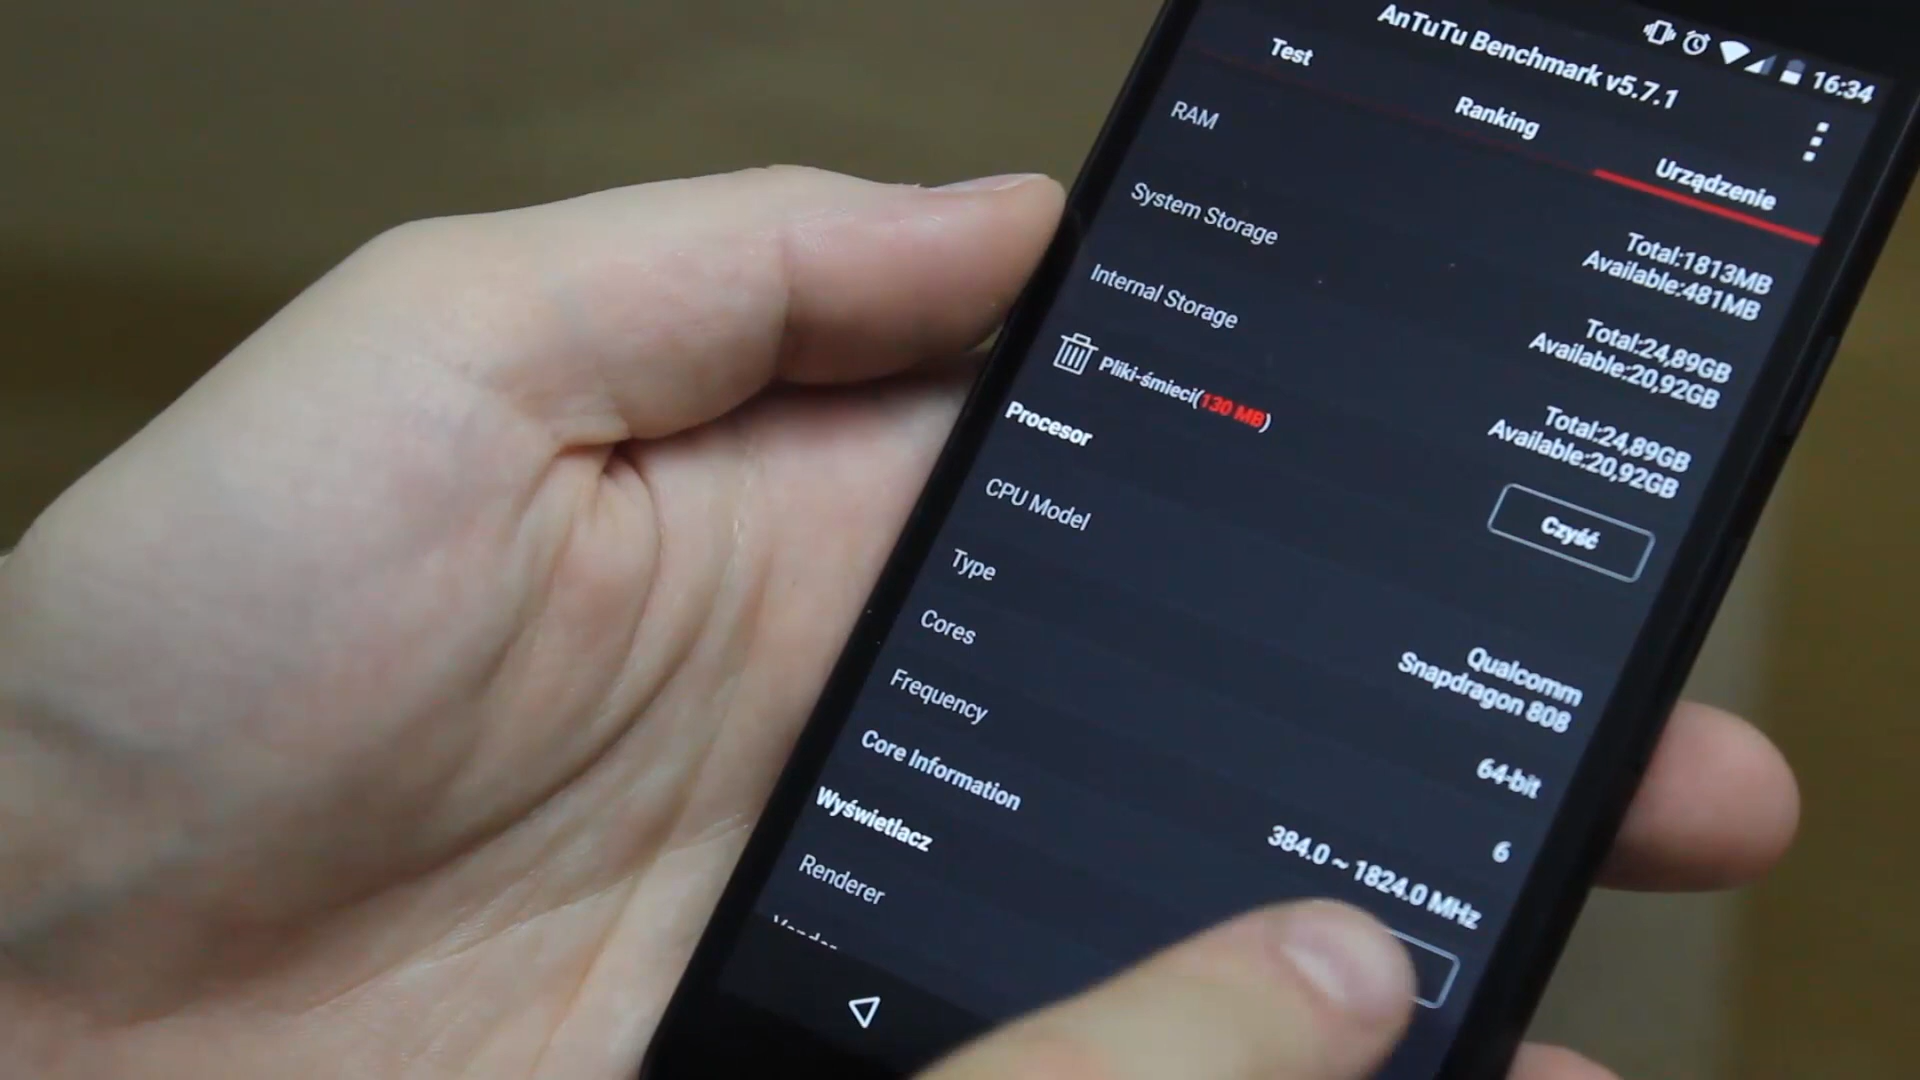 16:34
AnTuTu Benchmark v5.7.1
Test
Ranking
Urządzenie
RAM
Total:1813MB
Available:481MB
System Storage
Total:24,89GB
Available:20,92GB
Internal Storage
Total:24,89GB
Available:20,92GB
Pliki-śmieci(130 MB)
Czyść
Procesor
CPU Model
Qualcomm
Snapdragon 808
Type
64-bit
Cores
6
Frequency
384.0 ~ 1824.0 MHz
Core Information
Wyświetlacz
Renderer